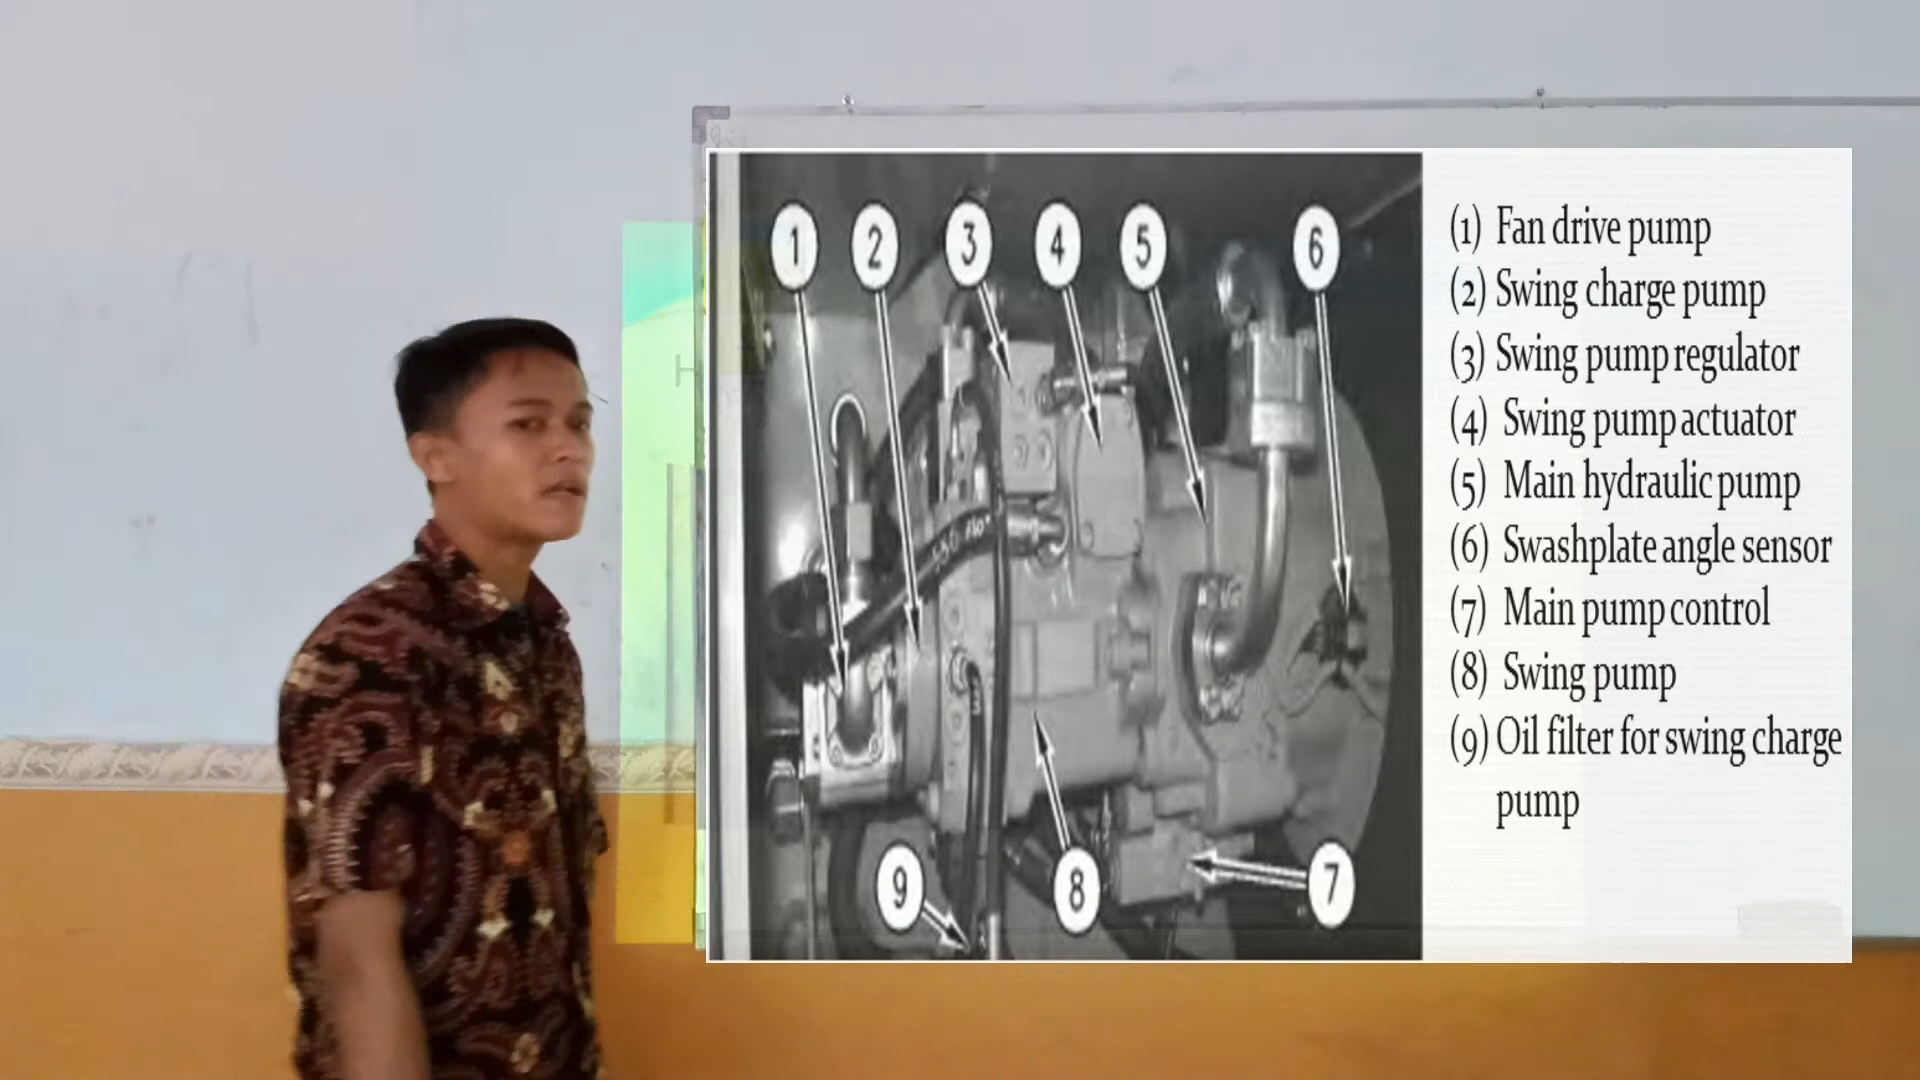 1 2 3 4 5 6
9 8 7
(1) Fan drive pump
(2) Swing charge pump
(3) Swing pump regulator
(4) Swing pump actuator
(5) Main hydraulic pump
(6) Swashplate angle sensor
(7) Main pump control
(8) Swing pump
(9) Oil filter for swing charge
pump